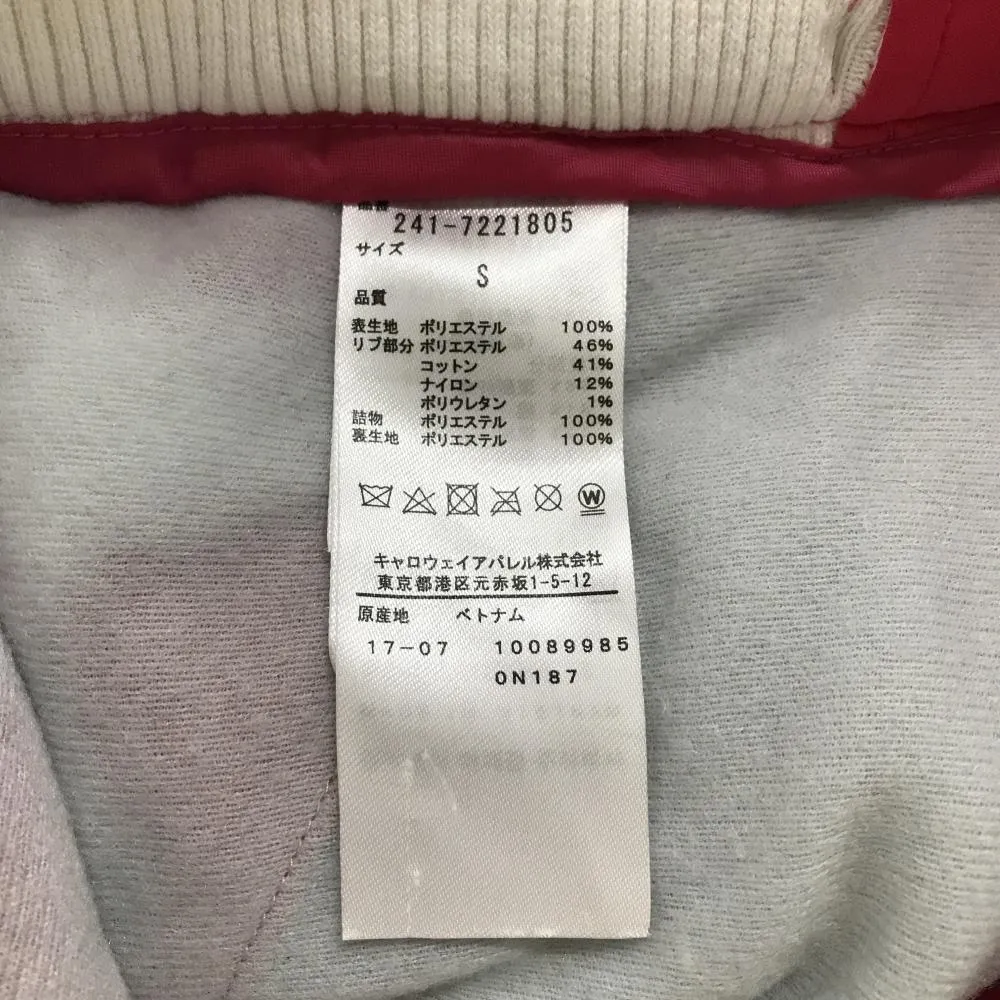 品番
241-7221805
サイズ
S
品質
表生地 ポリエステル 100%
リブ部分 ポリエステル 46%
コットン 41%
ナイロン 12%
ポリウレタン 1%
詰物 ポリエステル 100%
裏生地 ポリエステル 100%
W
キャロウェイアパレル株式会社
東京都港区元赤坂1-5-12
原産地 ベトナム
17-07 10089985
0N187